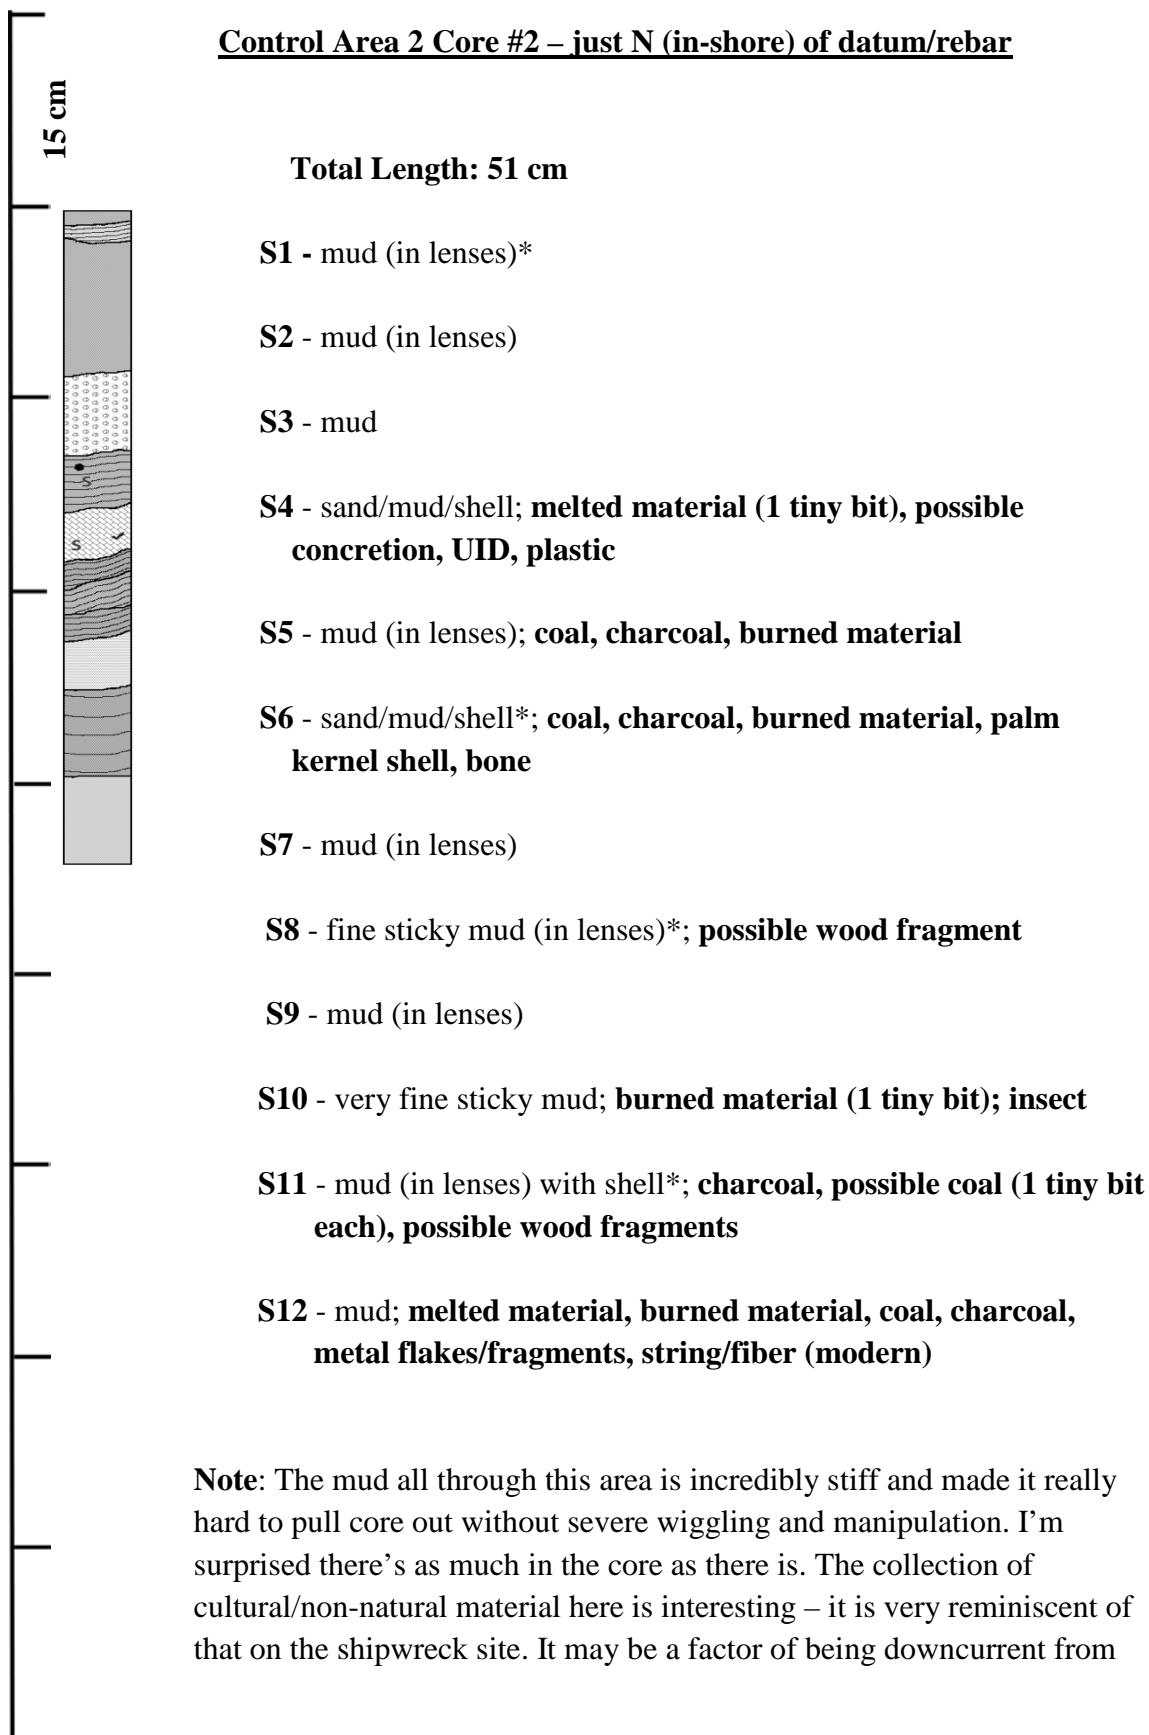 Control Area 2 Core #2 – just N (in-shore) of datum/rebar
15 cm
Total Length: 51 cm
S1 - mud (in lenses)*
S2 - mud (in lenses)
S3 - mud
S4 - sand/mud/shell; melted material (1 tiny bit), possible
concretion, UID, plastic
S5 - mud (in lenses); coal, charcoal, burned material
S6 - sand/mud/shell*; coal, charcoal, burned material, palm
kernel shell, bone
S7 - mud (in lenses)
S8 - fine sticky mud (in lenses)*; possible wood fragment
S9 - mud (in lenses)
S10 - very fine sticky mud; burned material (1 tiny bit); insect
S11 - mud (in lenses) with shell*; charcoal, possible coal (1 tiny bit
each), possible wood fragments
S12 - mud; melted material, burned material, coal, charcoal,
metal flakes/fragments, string/fiber (modern)
S
S
Note: The mud all through this area is incredibly stiff and made it really
hard to pull core out without severe wiggling and manipulation. I'm
surprised there's as much in the core as there is. The collection of
cultural/non-natural material here is interesting – it is very reminiscent of
that on the shipwreck site. It may be a factor of being downcurrent from